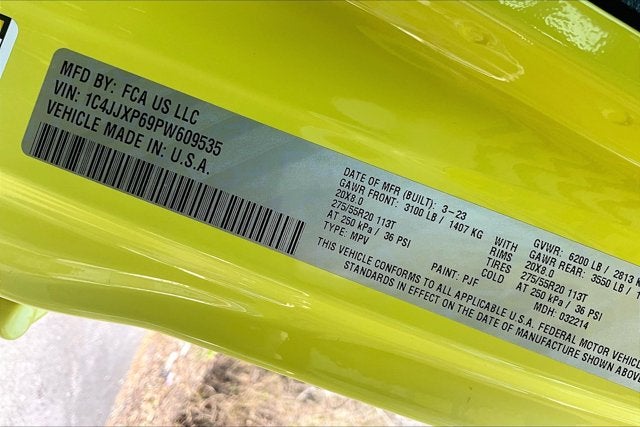 MFD BY: FCA US LLC
VIN: 1C4JJXP69PW609535
VEHICLE MADE IN: U.S.A.
DATE OF MFR (BUILT): 3-23
GAWR FRONT: 3100 LB / 1407 KG WITH GVWR: 6200 LB / 2813 K
20X8.0 RIMS GAWR REAR: 3550 LB / 1
275/55R20 113T TIRES 20X8.0
AT 250 kPa / 36 PSI COLD 275/55R20 113T
TYPE: MPV AT 250 kPa / 36 PSI
PAINT: PJF MDH: 032214
THIS VEHICLE CONFORMS TO ALL APPLICABLE U.S.A. FEDERAL MOTOR VEHICL
STANDARDS IN EFFECT ON THE DATE OF MANUFACTURE SHOWN ABOVE